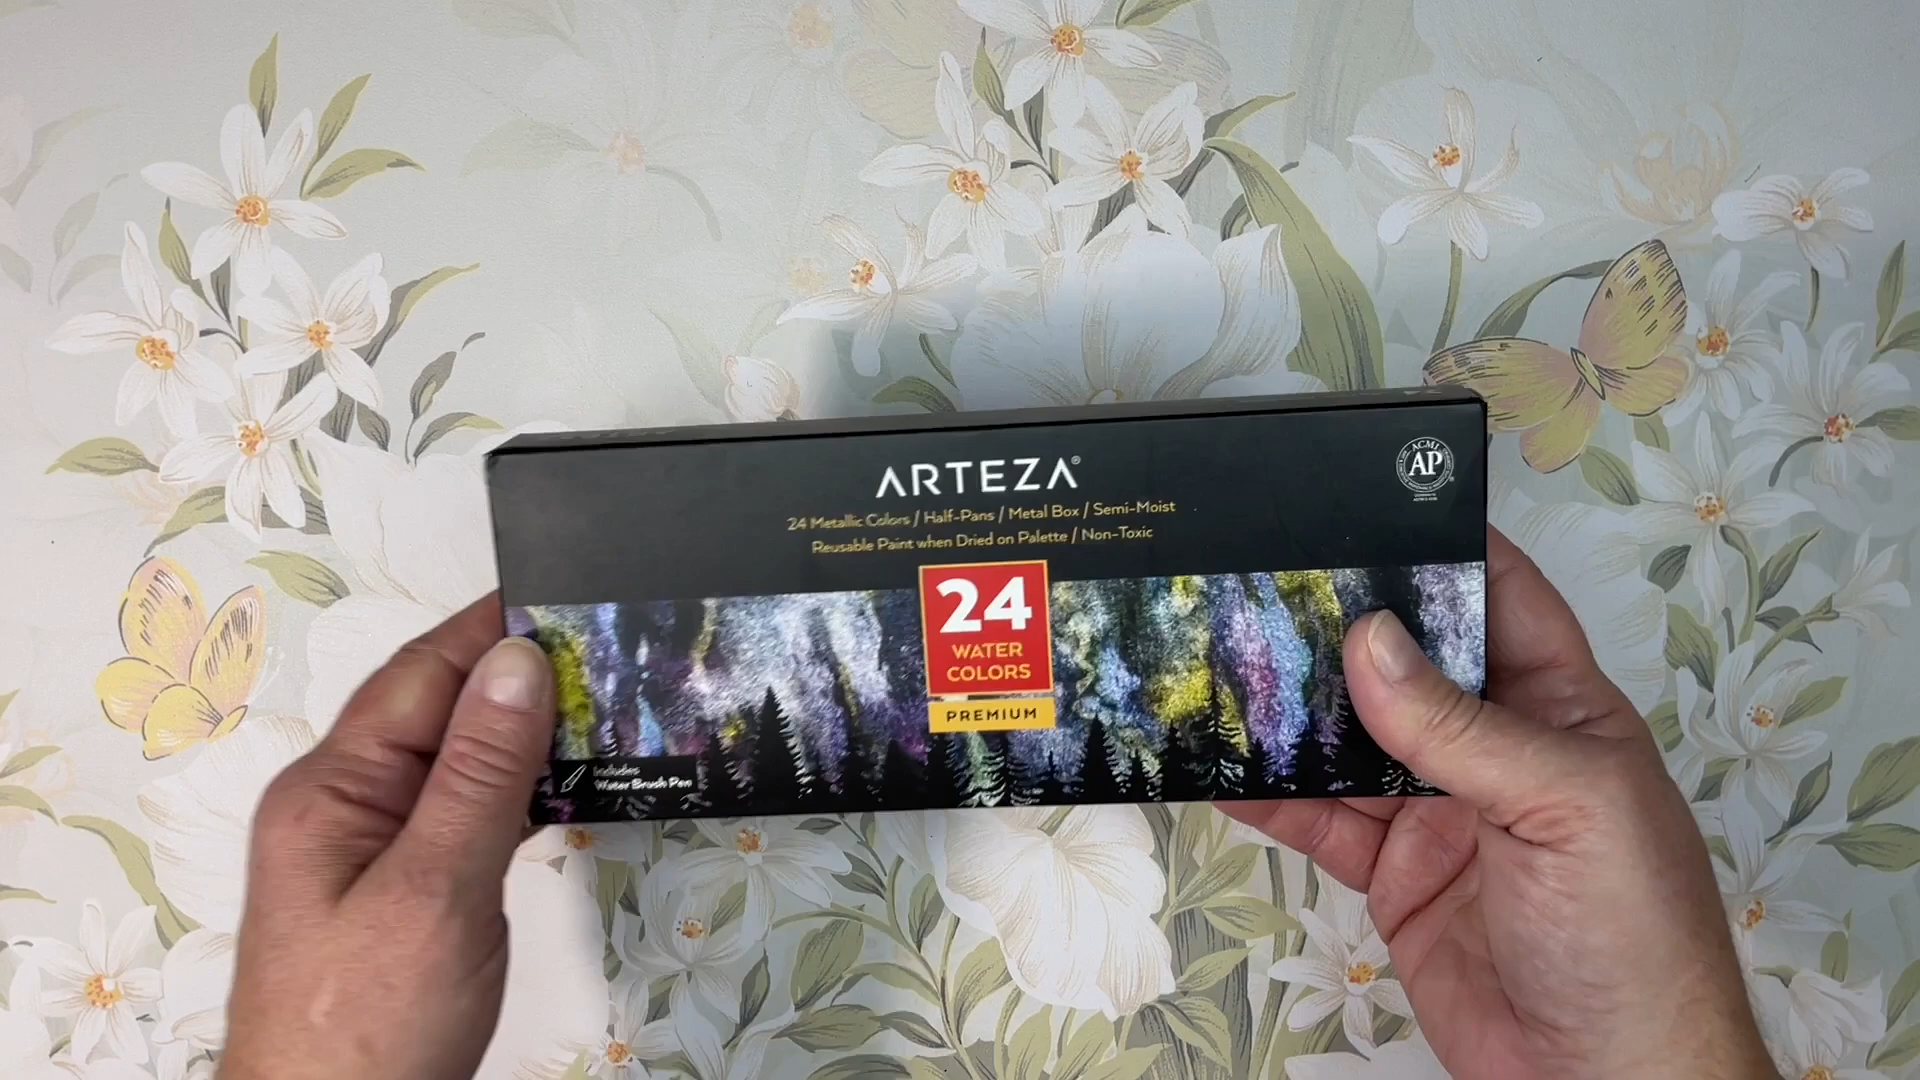 ARTEZA®
24 Metallic Colors / Half-Pans / Metal Box / Semi-Moist
Reusable Paint when Dried on Palette / Non-Toxic
ACMI
AP
24
WATER
COLORS
PREMIUM
Includes
Water Brush Pen